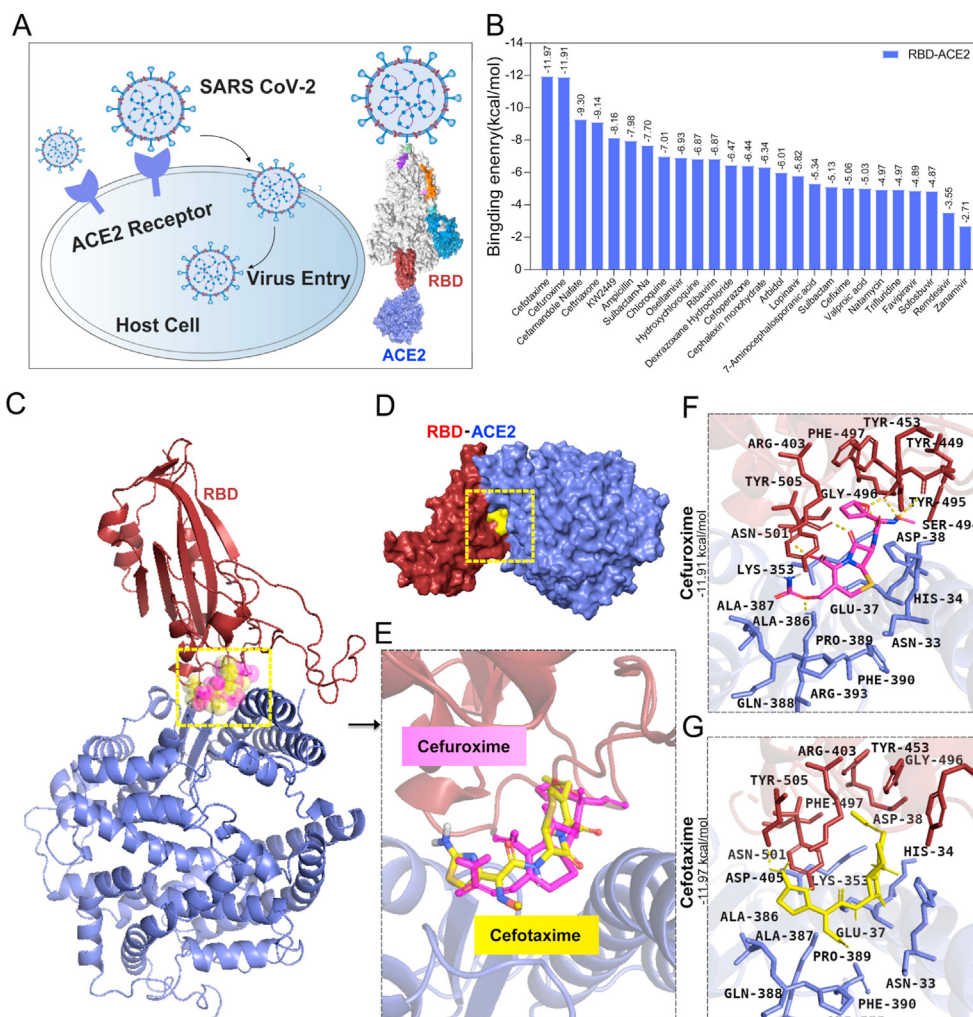 A
SARS CoV-2
ACE2 Receptor
Virus Entry
Host Cell
RBD
ACE2
B
Bingding enenry(kcal/mol)
-14
-12
-10
-8
-6
-4
-2
0
RBD-ACE2
-11.97
-11.91
-9.30
-9.14
-8.16
-7.98
-7.70
-7.01
-6.93
-6.87
-6.87
-6.47
-6.44
-6.34
-6.01
-5.82
-5.34
-5.13
-5.06
-5.03
-4.97
-4.97
-4.89
-4.87
-3.55
-2.71
Cefotaxime
Cefuroxime
Cefamandole Nafate
Ceftriaxone
KW2449
Ampicillin
Sulbactam-Na
Chloroquine
Oseltamivir
Hydroxychoroquine
Ribavirim
Dexrazoxane Hydrochloride
Cefoperazone
Cephalexin monohydrate
Arbidol
Lopinavir
7-Aminocephalosporanic acid
Sulbactam
Cefixime
Valproic acid
Natamycin
Trifluridine
Favipiravir
Solosbuvir
Remdesivir
Zanamivir
C
RBD
D
RBD-ACE2
E
Cefuroxime
Cefotaxime
F
Cefuroxime
-11.91 kcal/mol
TYR-453
PHE-497
TYR-449
ARG-403
TYR-505
GLY-496
TYR-495
SER-494
ASN-501
ASP-38
LYS-353
HIS-34
ALA-387
GLU-37
ALA-386
ASN-33
PRO-389
PHE-390
ARG-393
GLN-388
G
Cefotaxime
-11.97 kcal/mol
ARG-403
TYR-453
GLY-496
TYR-505
PHE-497
ASP-38
HIS-34
ASN-501
LYS-353
ASP-405
ALA-386
GLU-37
ALA-387
PRO-389
ASN-33
GLN-388
PHE-390